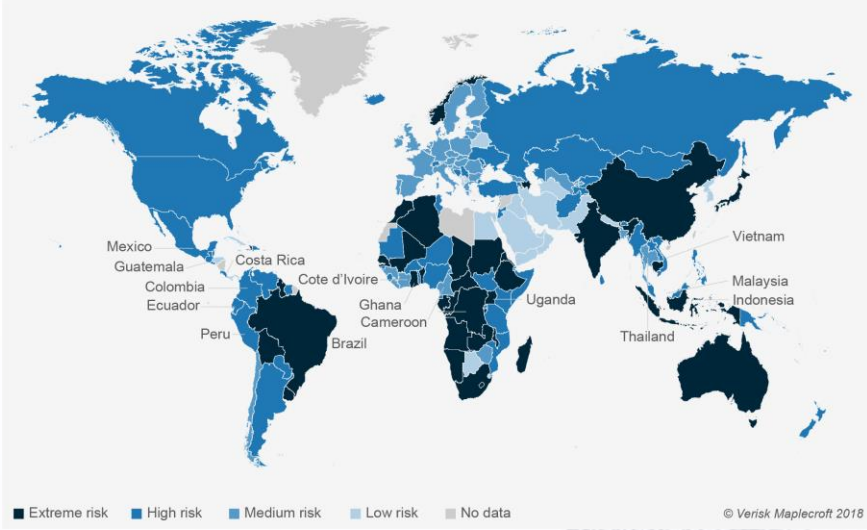 Mexico
Guatemala
Costa Rica
Colombia
Cote d'Ivoire
Ecuador
Peru
Brazil
Ghana
Cameroon
Uganda
Vietnam
Malaysia
Indonesia
Thailand
Extreme risk
High risk
Medium risk
Low risk
No data
© Verisk Maplecroft 2018